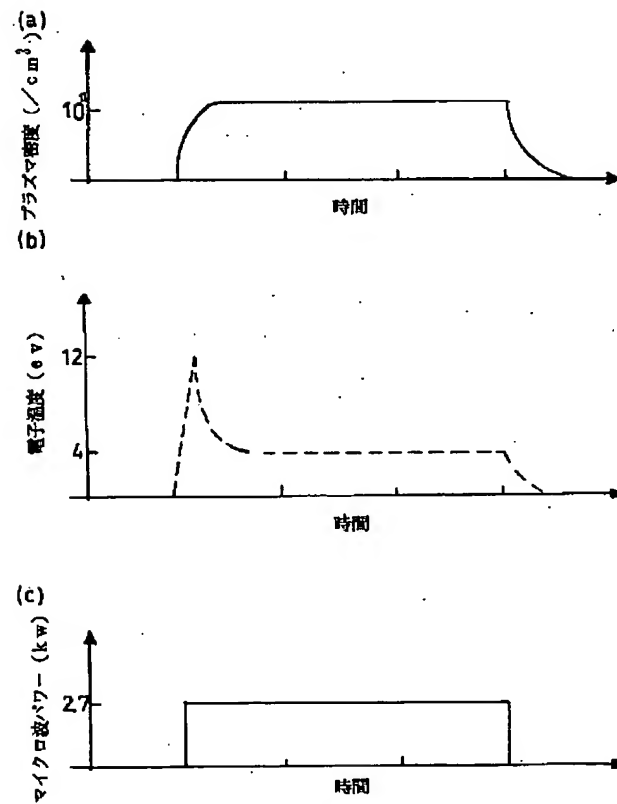 (a)
プラズマ密度(/cm³)
時間
(b)
電子温度(eV)
12
4
時間
(c)
マイクロ波パワー(kw)
2.7
時間